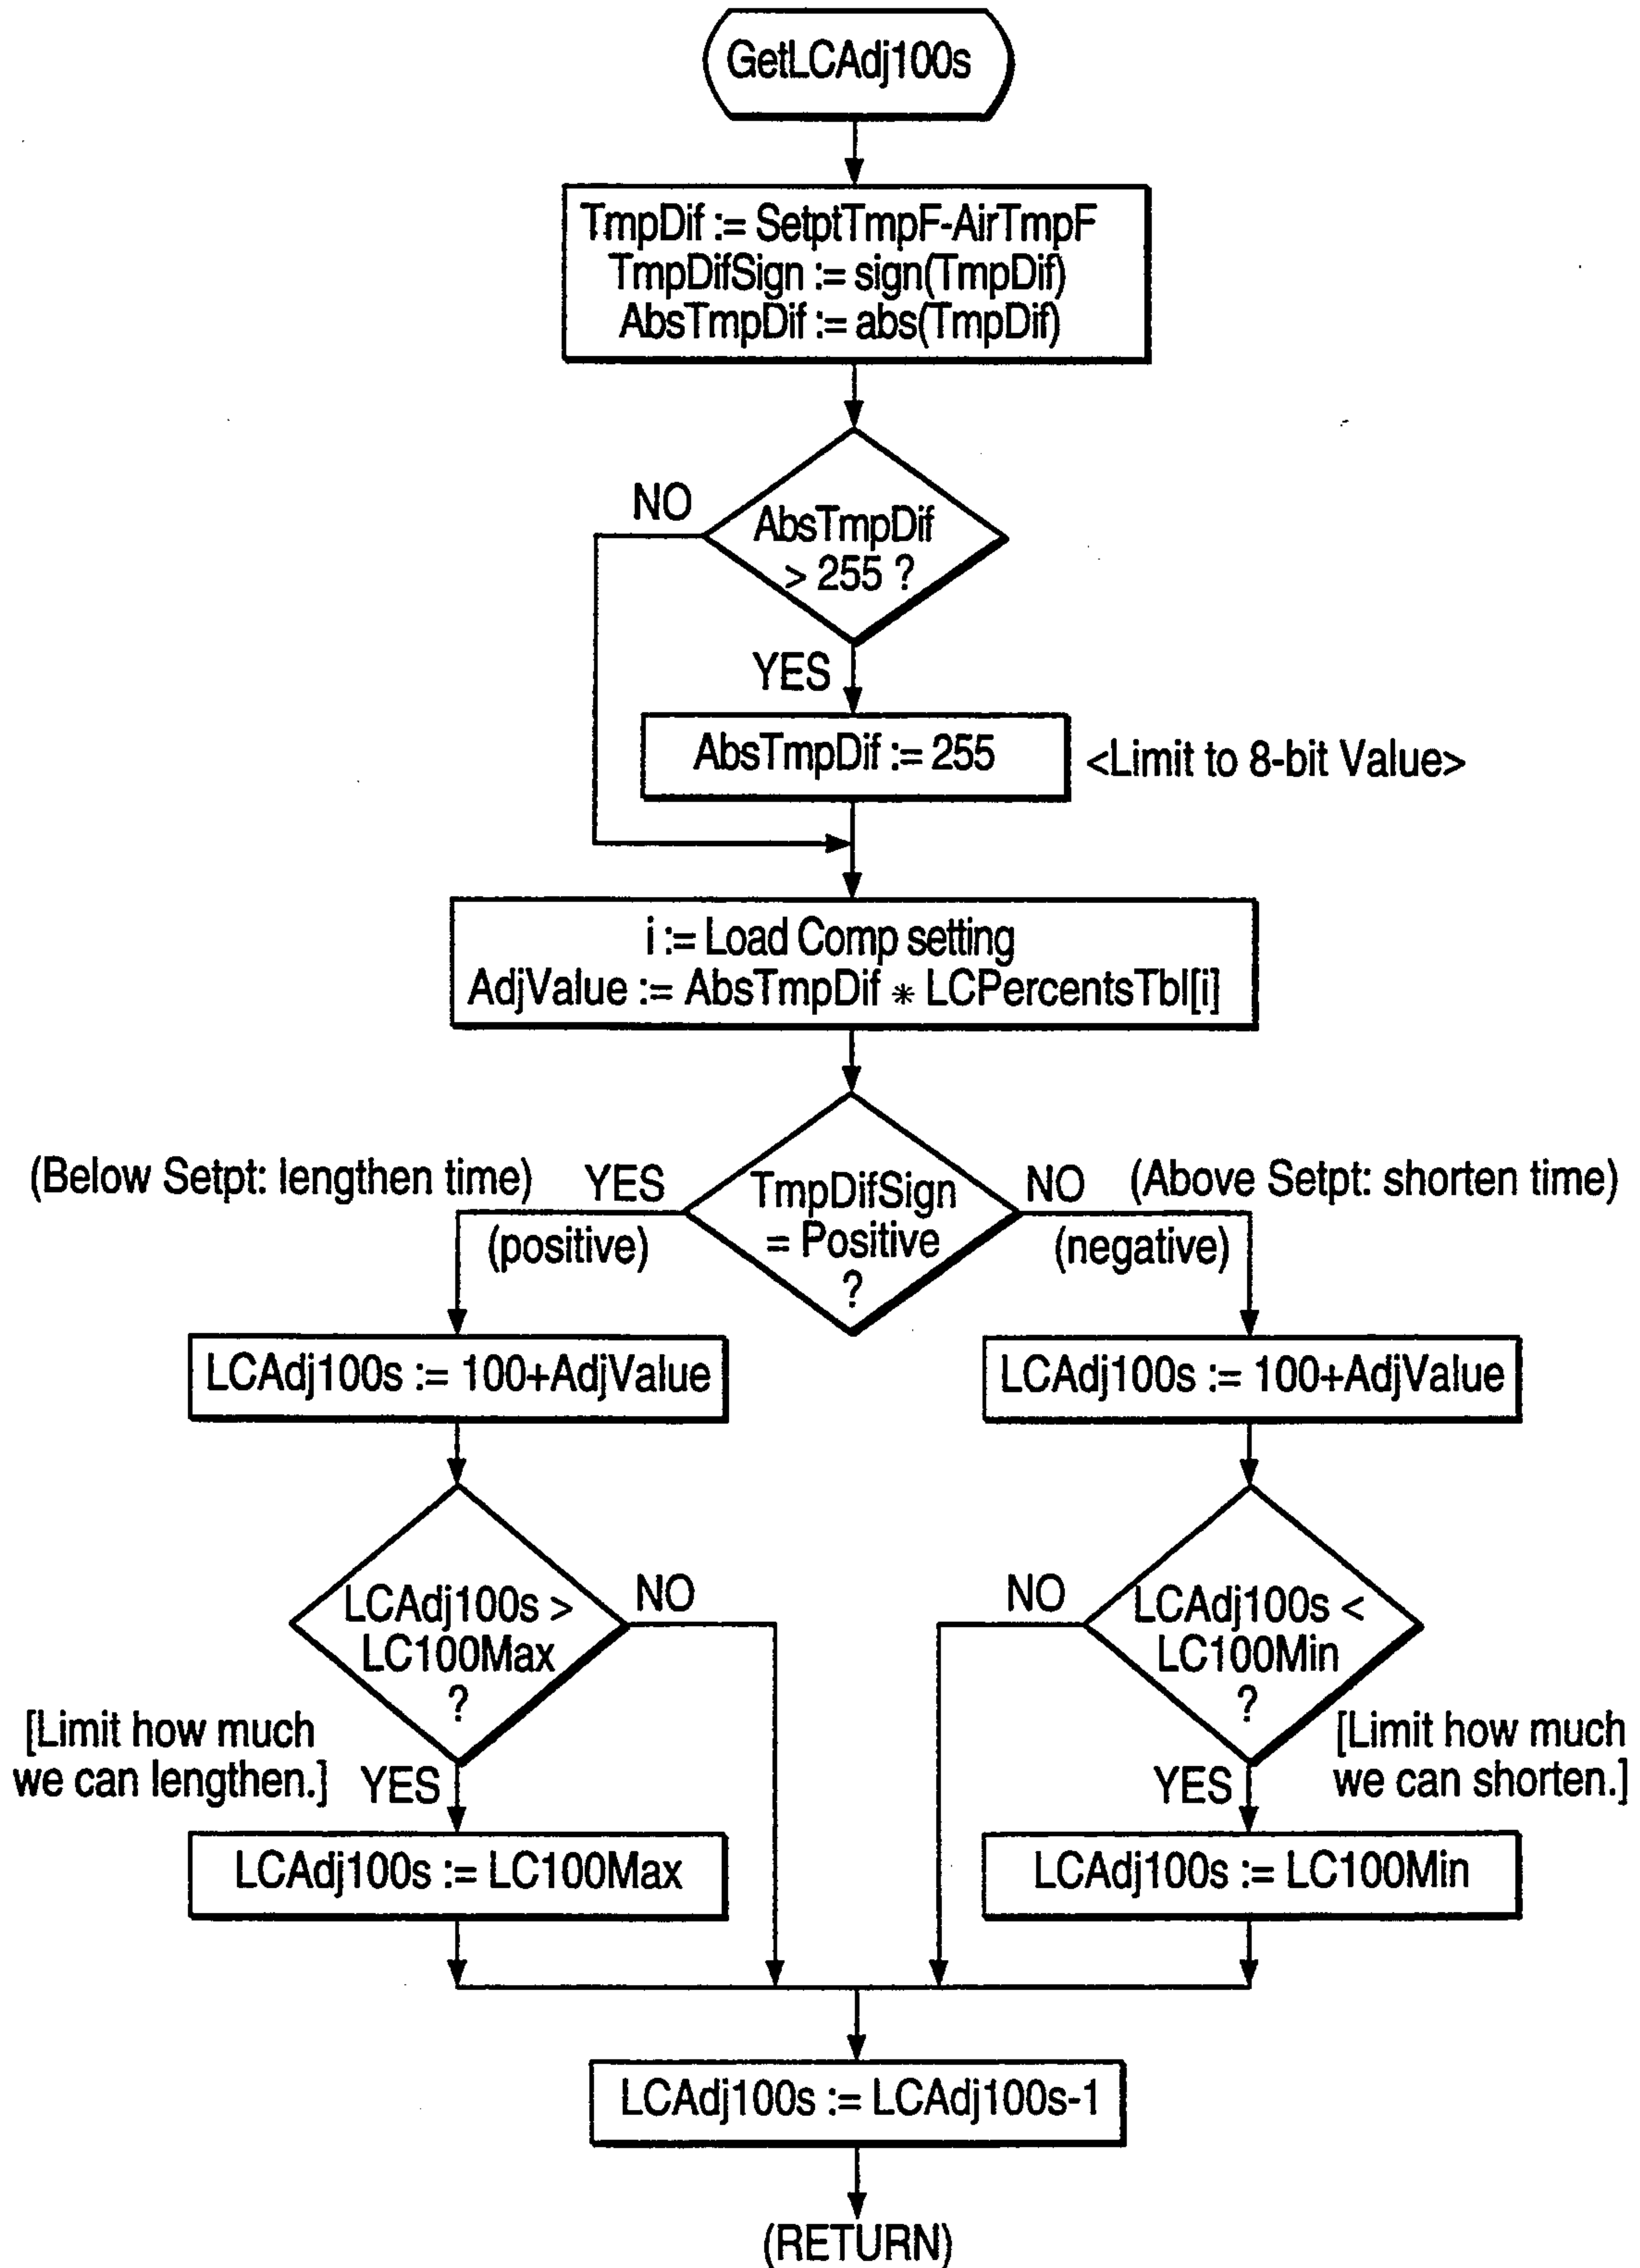 GetLCAdj100s
TmpDif := SetptTmpF-AirTmpF
TmpDifSign := sign(TmpDif)
AbsTmpDif := abs(TmpDif)
NO
AbsTmpDif
> 255 ?
YES
AbsTmpDif := 255
<Limit to 8-bit Value>
i := Load Comp setting
AdjValue := AbsTmpDif * LCPercentsTbl[i]
(Below Setpt: lengthen time)
YES
(positive)
TmpDifSign
= Positive
?
NO
(negative)
(Above Setpt: shorten time)
LCAdj100s := 100+AdjValue
LCAdj100s := 100+AdjValue
LCAdj100s >
LC100Max
?
NO
NO
LCAdj100s <
LC100Min
?
[Limit how much
we can lengthen.]
YES
YES
[Limit how much
we can shorten.]
LCAdj100s := LC100Max
LCAdj100s := LC100Min
LCAdj100s := LCAdj100s-1
(RETURN)